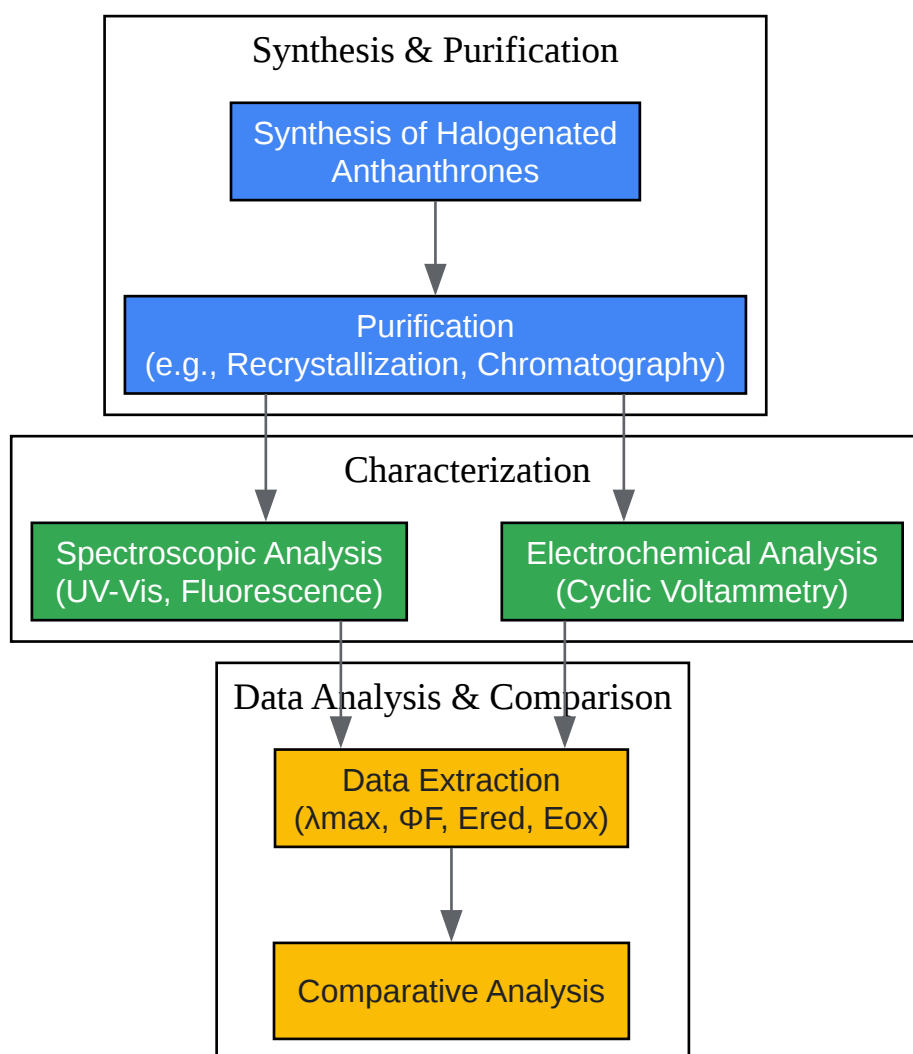 Synthesis & Purification
Synthesis of Halogenated
Anthanthrones
Purification
(e.g., Recrystallization, Chromatography)
Characterization
Spectroscopic Analysis
(UV-Vis, Fluorescence)
Electrochemical Analysis
(Cyclic Voltammetry)
Data Analysis & Comparison
Data Extraction
(λmax, ΦF, Ered, Eox)
Comparative Analysis